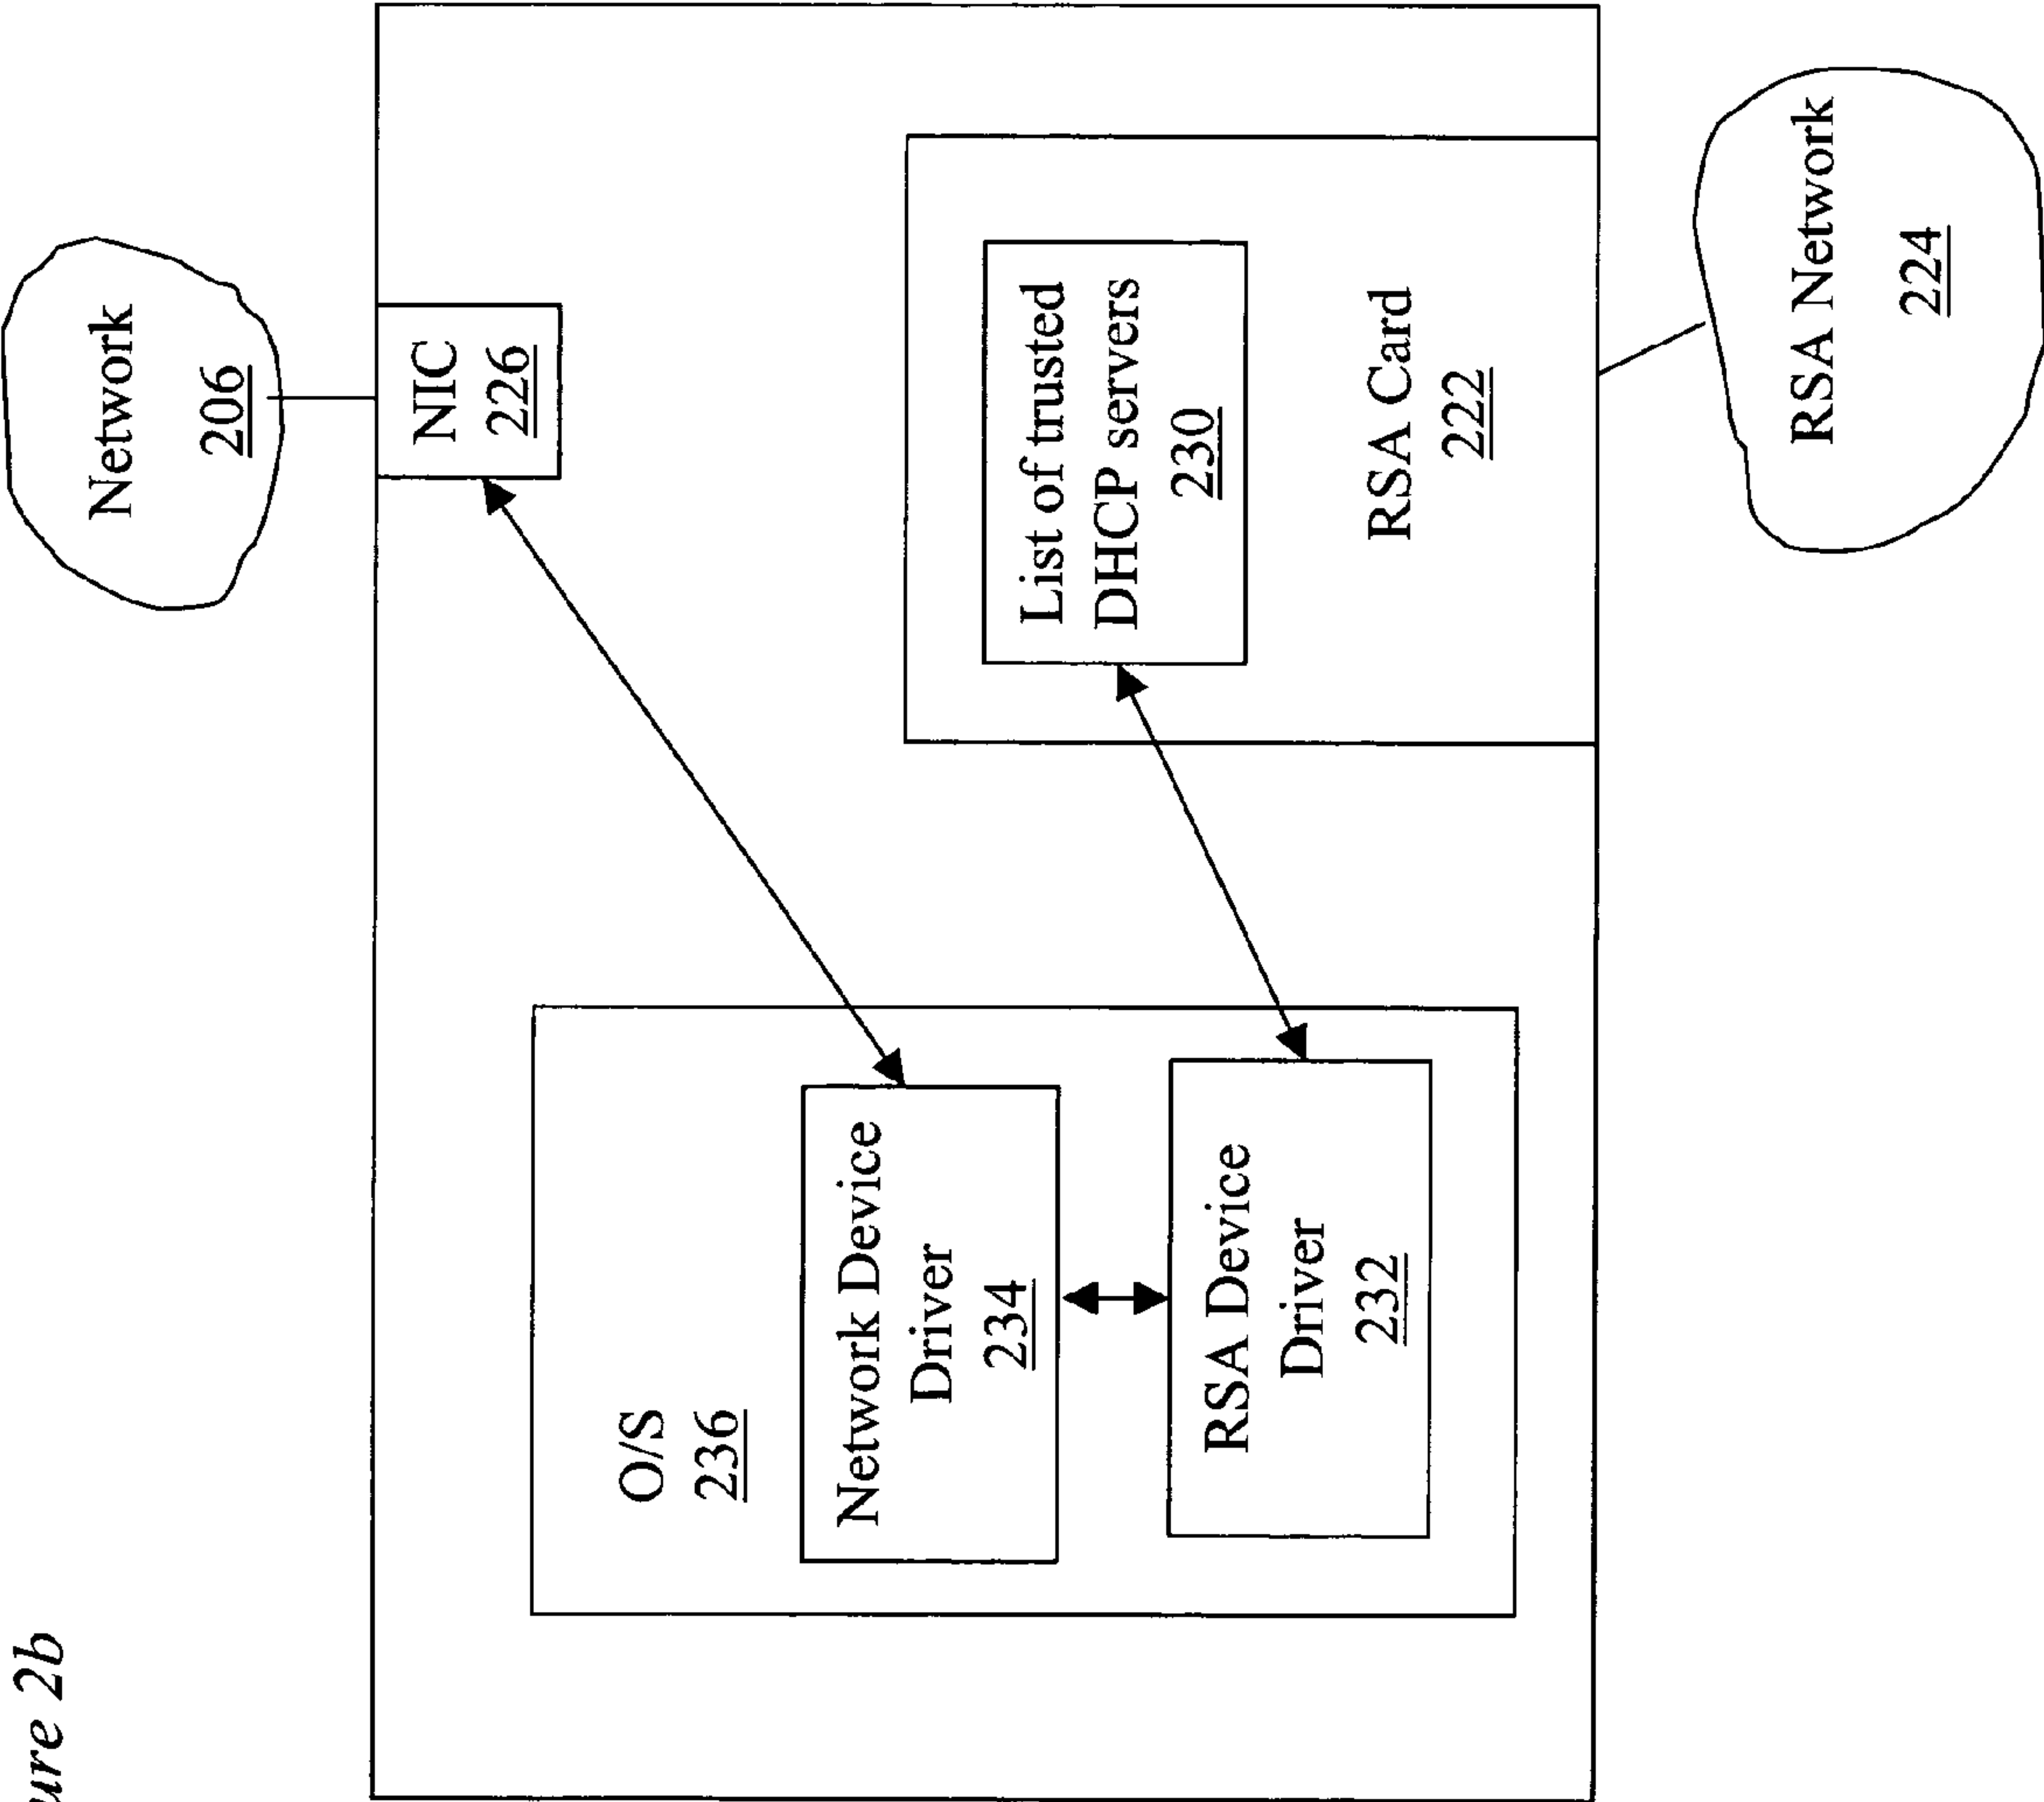 ure 2b
Network
206
NIC
226
O/S
236
Network Device
Driver
234
List of trusted
DHCP servers
230
RSA Device
Driver
232
RSA Card
222
RSA Network
224